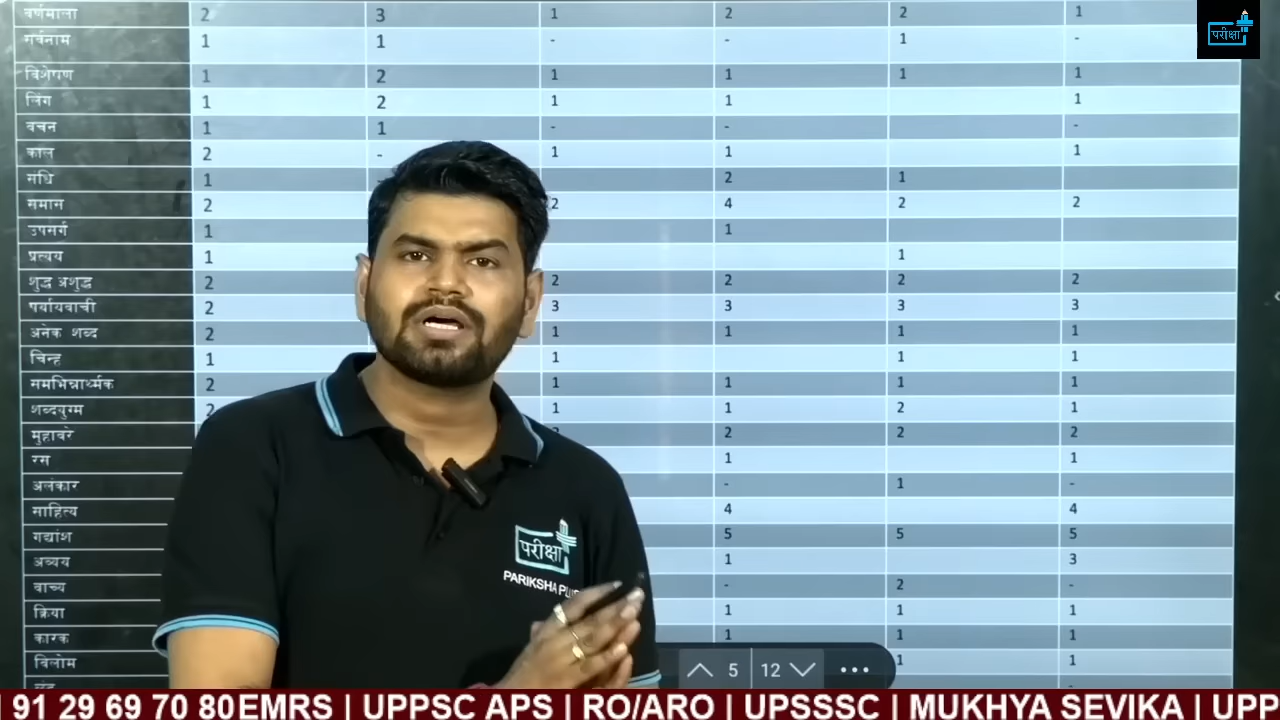 वर्णमाला 2 3 1 2 2 1
परीक्षा
सर्वनाम 1 1 - - 1 -
विशेषण 1 2 1 1 1 1
लिंग 1 2 1 1 1
वचन 1 1 - - -
काल 2 - 1 1 1
संधि 1 2 1
समास 2 2 4 2 2
उपसर्ग 1 1
प्रत्यय 1 1
शुद्ध अशुद्ध 2 2 2 2 2
पर्यायवाची 2 3 3 3 3
अनेक शब्द 2 1 1 1 1
चिन्ह 1 1 1 1
समभिन्नार्थ्मक 2 1 1 1 1
शब्दयुग्म 2 1 1 2 1
मुहावरे 2 2 2
रस 1 1
अलंकार - 1 -
साहित्य 4 4
गद्यांश 5 5 5
अव्यय 1 3
वाच्य - 2 -
क्रिया 1 1 1
कारक 1 1 1
विलोम 1 1
परीक्षा
PARIKSHA PLU
5 12
91 29 69 70 80EMRS | UPPSC APS | RO/ARO | UPSSSC | MUKHYA SEVIKA | UPP